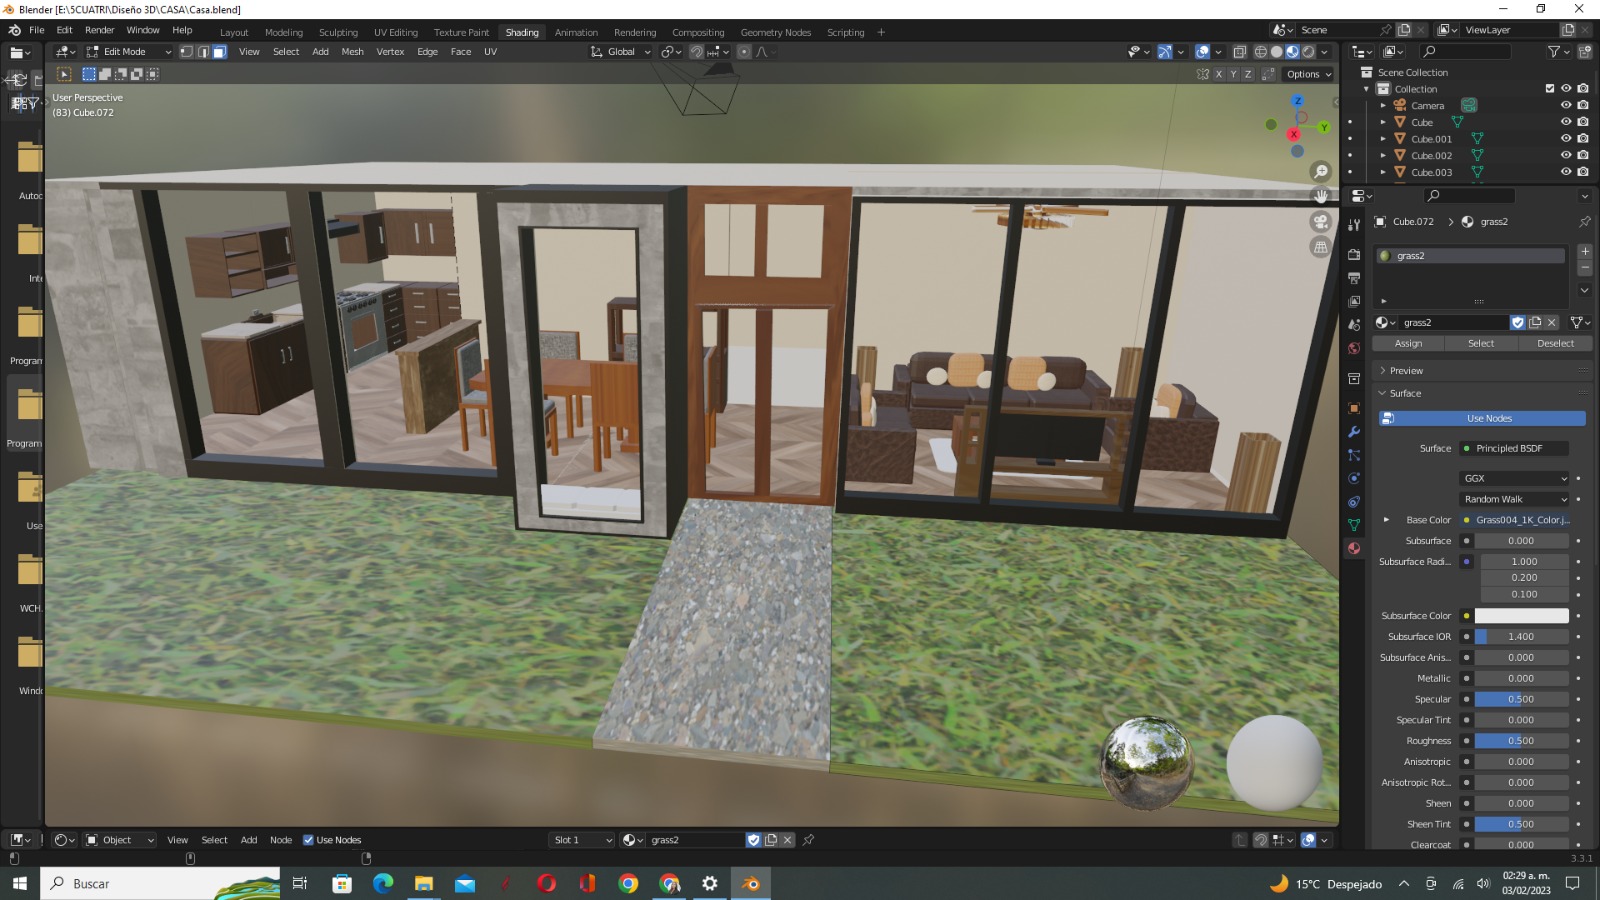 Blender [E:\5CUATRI\Diseño 3D\CASA\Casa.blend]
File Edit Render Window Help Layout Modeling Sculpting UV Editing Texture Paint Shading Animation Rendering Compositing Geometry Nodes Scripting + Scene ViewLayer
Edit Mode View Select Add Mesh Vertex Edge Face UV Global
X Y Z Options
User Perspective
(83) Cube.072
Z
Y
X
Scene Collection
Collection
Camera
Cube
Cube.001
Cube.002
Cube.003
Cube.072 > grass2
grass2
grass2
Assign Select Deselect
Preview
Surface
Use Nodes
Surface Principled BSDF
GGX
Random Walk
Base Color Grass004_1K_Color.j...
Subsurface 0.000
Subsurface Radi... 1.000
0.200
0.100
Subsurface Color
Subsurface IOR 1.400
Subsurface Anis... 0.000
Metallic 0.000
Specular 0.500
Specular Tint 0.000
Roughness 0.500
Anisotropic 0.000
Anisotropic Rot... 0.000
Sheen 0.000
Sheen Tint 0.500
Clearcoat 0.000
Autoc
Inte
Program
Program
Use
WCH.
Windo
Object View Select Add Node Use Nodes Slot 1 grass2
3.3.1
Buscar
15°C Despejado
02:29 a. m.
03/02/2023